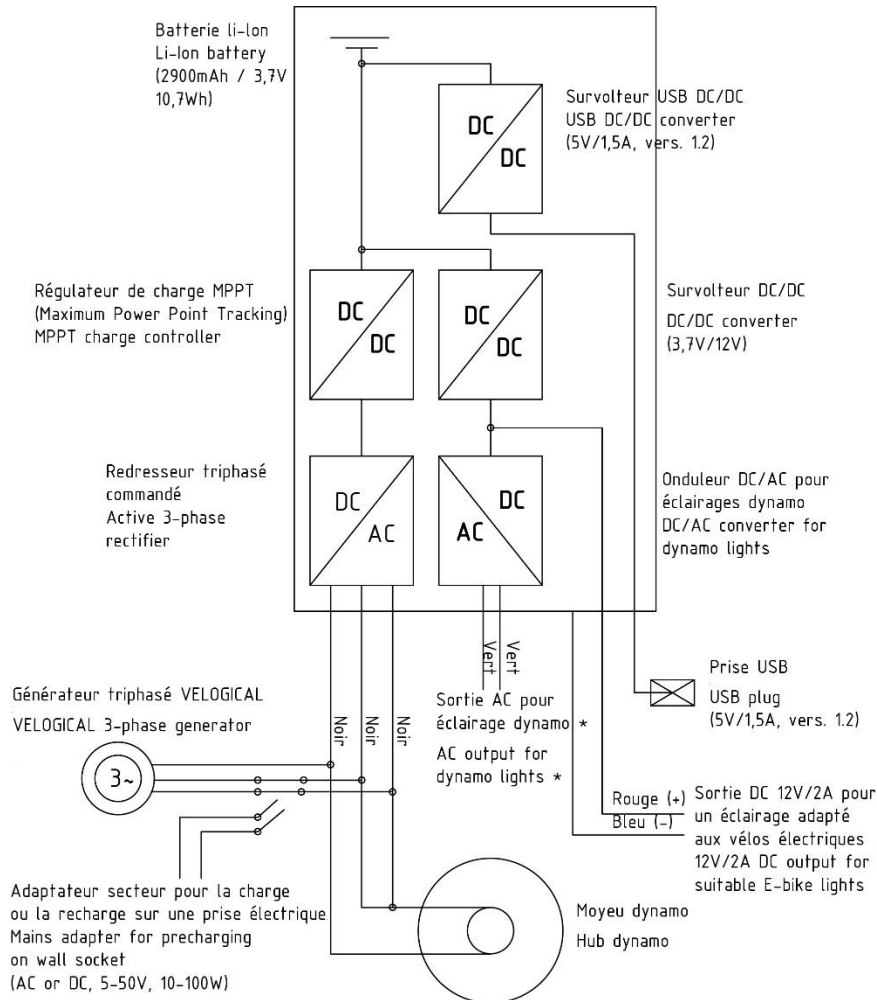 Batterie li-Ion
Li-Ion battery
(2900mAh / 3,7V
10,7Wh)
DC
DC
Survolteur USB DC/DC
USB DC/DC converter
(5V/1,5A, vers. 1.2)
Régulateur de charge MPPT
(Maximum Power Point Tracking)
MPPT charge controller
DC
DC
DC
DC
Survolteur DC/DC
DC/DC converter
(3,7V/12V)
Redresseur triphasé
commandé
Active 3-phase
rectifier
DC
AC
DC
AC
Onduleur DC/AC pour
éclairages dynamo
DC/AC converter for
dynamo lights
Vert
Vert
Générateur triphasé VELOGICAL
VELOGICAL 3-phase generator
3~
Noir
Noir
Noir
Sortie AC pour
éclairage dynamo *
AC output for
dynamo lights *
Prise USB
USB plug
(5V/1,5A, vers. 1.2)
Rouge (+)
Bleu (-)
Sortie DC 12V/2A pour
un éclairage adapté
aux vélos électriques
12V/2A DC output for
suitable E-bike lights
Adaptateur secteur pour la charge
ou la recharge sur une prise électrique
Mains adapter for precharging
on wall socket
(AC or DC, 5-50V, 10-100W)
Moyeu dynamo
Hub dynamo